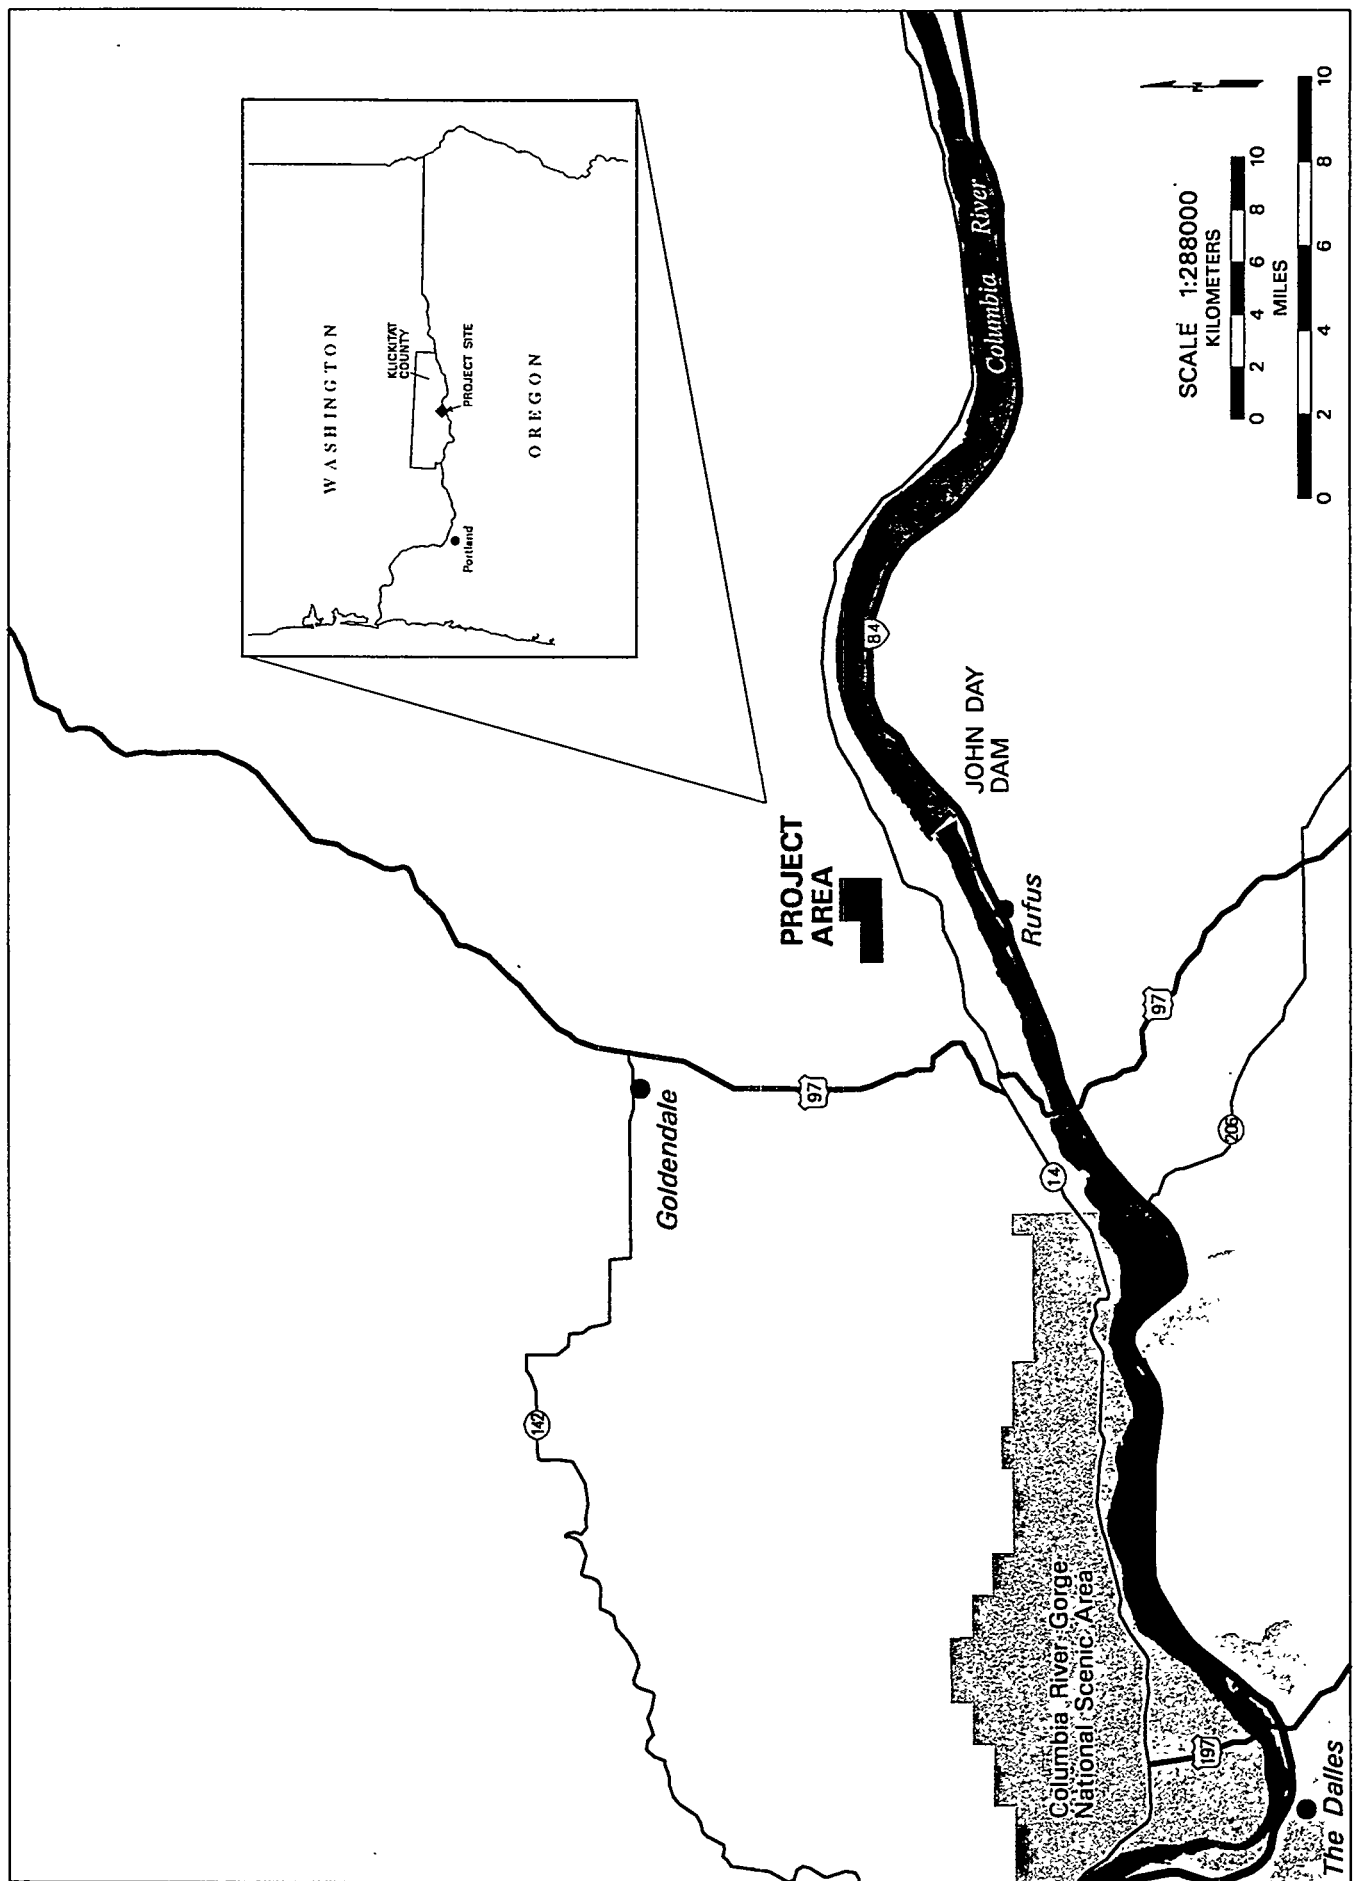 WASHINGTON
KLICKITAT
COUNTY
PROJECT SITE
OREGON
Portland
PROJECT
AREA
84
JOHN DAY
DAM
Columbia River
Rufus
Goldendale
97
97
142
14
206
Columbia River Gorge
National Scenic Area
197
The Dalles
N
SCALE 1:288000
KILOMETERS
0 2 4 6 8 10
MILES
0 2 4 6 8 10